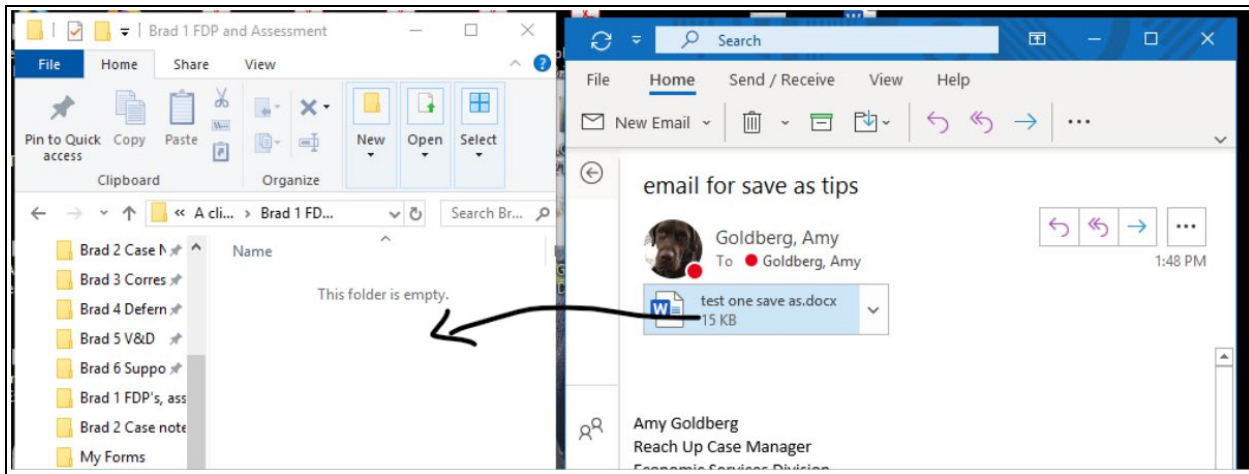 Brad 1 FDP and Assessment
File Home Share View
Pin to Quick access Copy Paste New Open Select
Clipboard Organize
« A cli... › Brad 1 FD... Search Br...
Brad 2 Case
Name
Brad 3 Corres
This folder is empty.
Brad 4 Defern
Brad 5 V&D
Brad 6 Suppo
Brad 1 FDP's, ass
Brad 2 Case note
My Forms
Search
File Home Send / Receive View Help
New Email
email for save as tips
Goldberg, Amy
To Goldberg, Amy
1:48 PM
test one save as.docx
15 KB
Amy Goldberg
Reach Up Case Manager
Economic Services Division